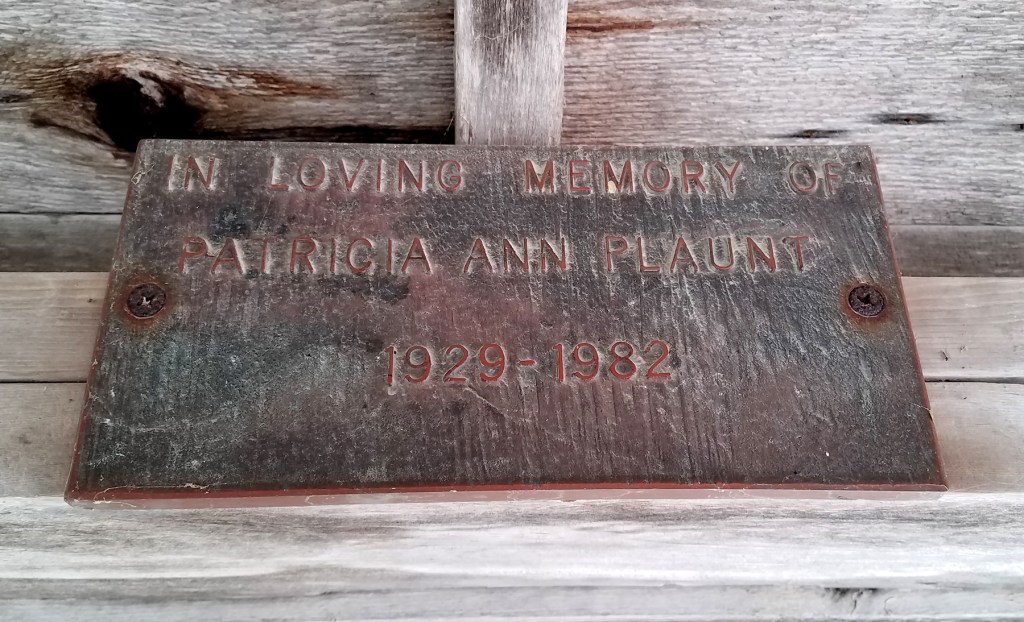 IN LOVING MEMORY OF
PATRICIA ANN PLAUNT
1929-1982